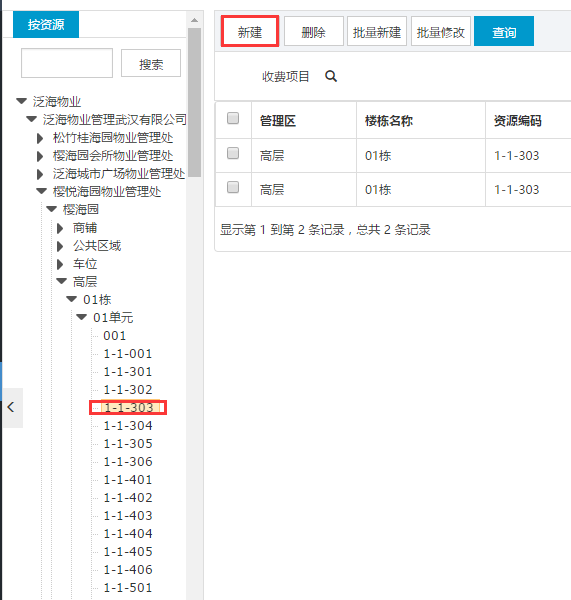 按资源
搜索
泛海物业
泛海物业管理武汉有限公司
松竹桂海园物业管理处
樱海园会所物业管理处
泛海城市广场物业管理处
樱悦海园物业管理处
樱海园
商铺
公共区域
车位
高层
01栋
01单元
001
1-1-001
1-1-301
1-1-302
1-1-303
1-1-304
1-1-305
1-1-306
1-1-401
1-1-402
1-1-403
1-1-404
1-1-405
1-1-406
1-1-501
新建 删除 批量新建 批量修改 查询
收费项目
管理区 楼栋名称 资源编码
高层 01栋 1-1-303
高层 01栋 1-1-303
显示第 1 到第 2 条记录，总共 2 条记录